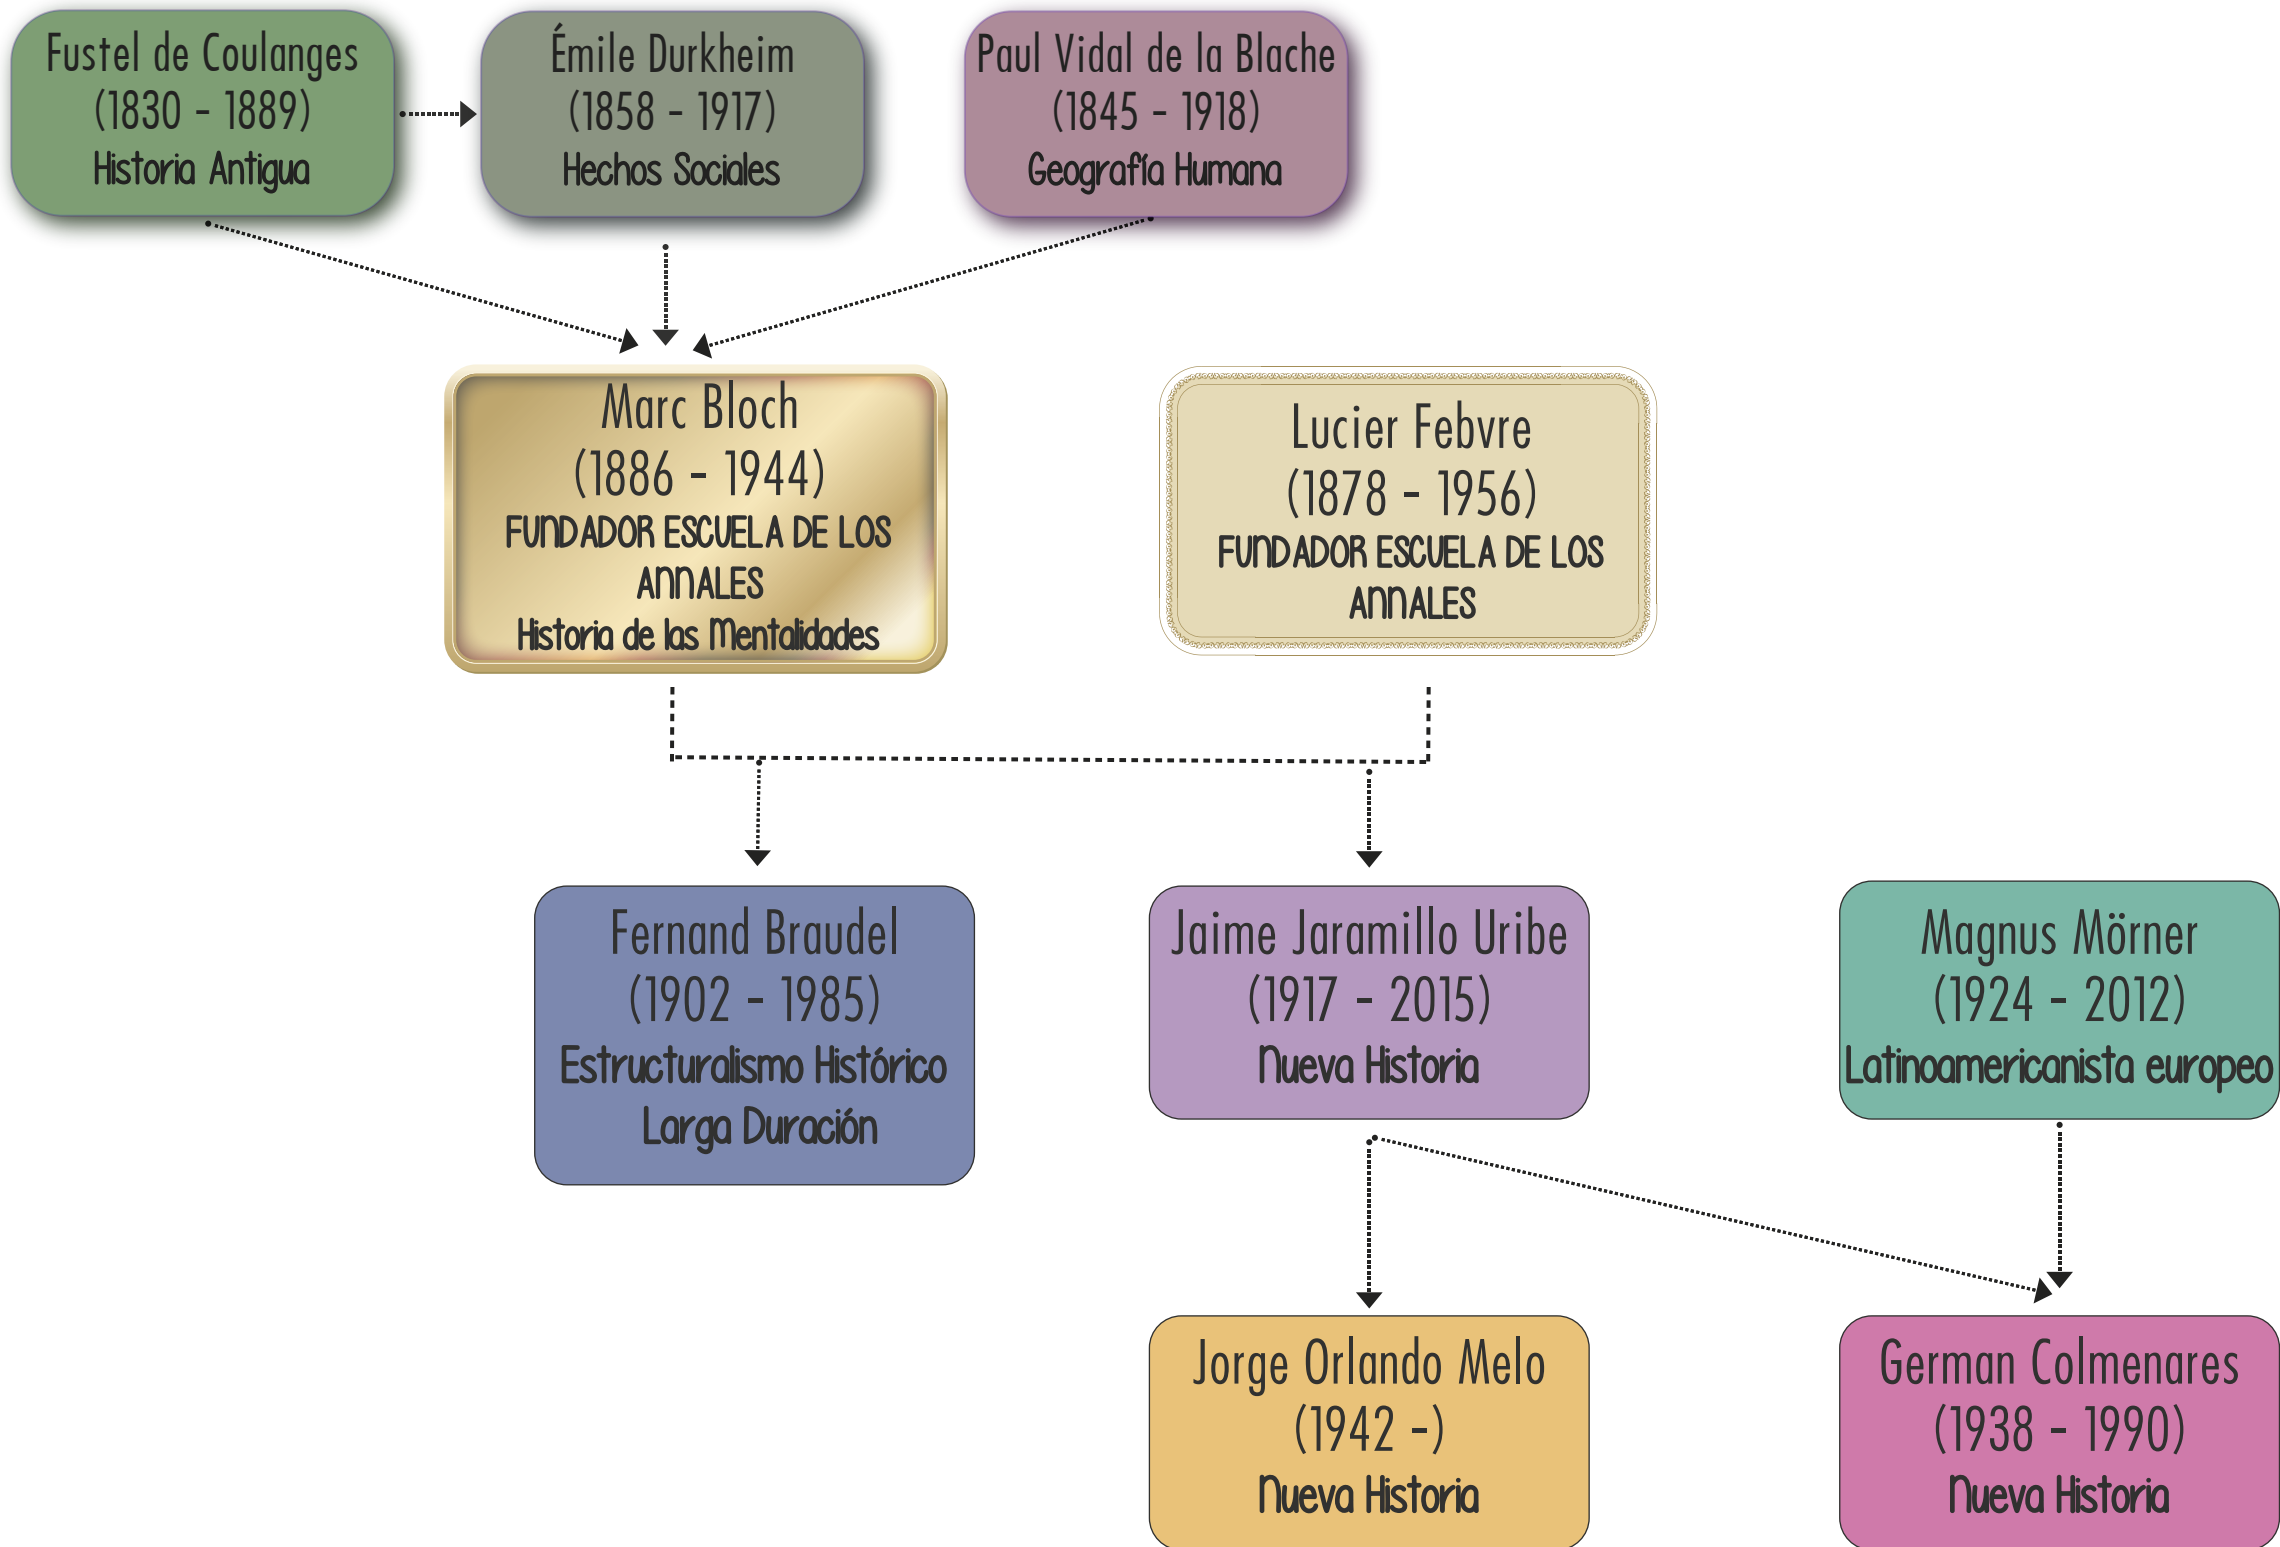 Fustel de Coulanges
(1830 - 1889)
Historia Antigua
Émile Durkheim
(1858 - 1917)
Hechos Sociales
Paul Vidal de la Blache
(1845 - 1918)
Geografía Humana
Marc Bloch
(1886 - 1944)
FUNDADOR ESCUELA DE LOS
ANNALES
Historia de las Mentalidades
Lucier Febvre
(1878 - 1956)
FUNDADOR ESCUELA DE LOS
ANNALES
Fernand Braudel
(1902 - 1985)
Estructuralismo Histórico
Larga Duración
Jaime Jaramillo Uribe
(1917 - 2015)
Nueva Historia
Magnus Mörner
(1924 - 2012)
Latinoamericanista europeo
Jorge Orlando Melo
(1942 -)
Nueva Historia
German Colmenares
(1938 - 1990)
Nueva Historia